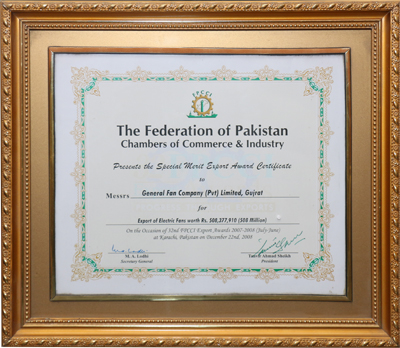 FPCCI
The Federation of Pakistan
Chambers of Commerce & Industry
Presents the Special Merit Export Award Certificate
to
Messrs General Fan Company (Pvt) Limited, Gujrat
for
Export of Electric Fans worth Rs. 508,277,910 (508 Million)
On the Occasion of 32nd FPCCI Export Awards 2007-2008 (July-June)
at Karachi, Pakistan on December 22nd, 2008
M. A. Lodhi Tanvir Ahmad Sheikh
Secretary General President